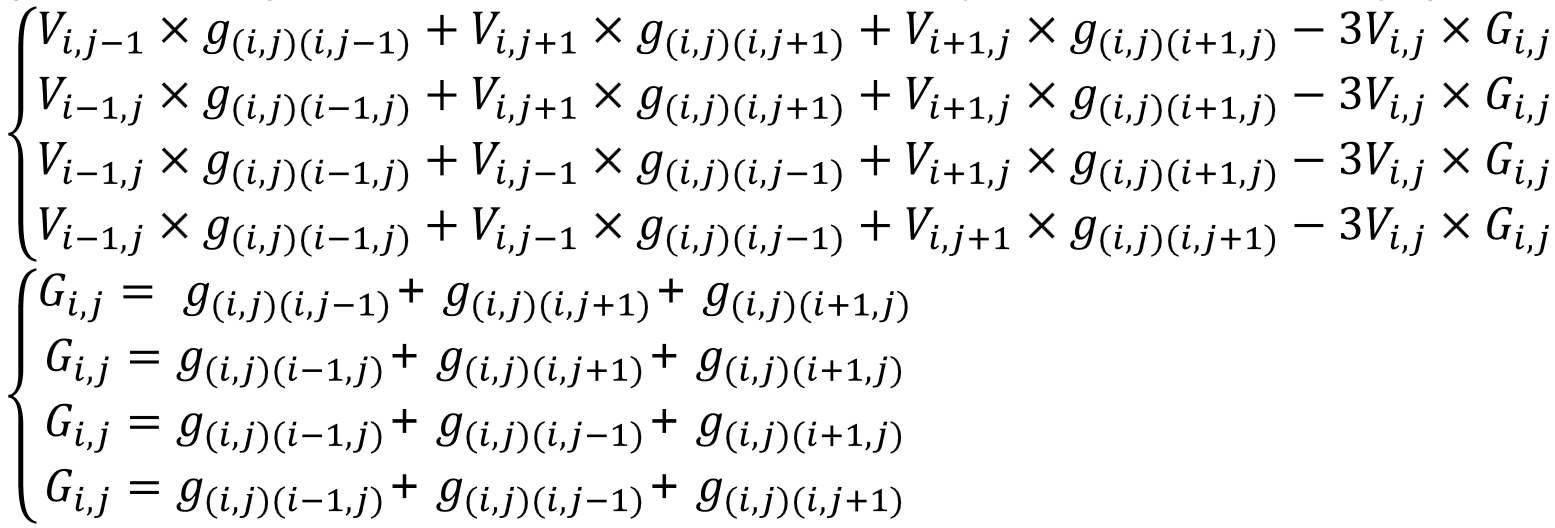 V_{i,j−1} × g_{(i,j)(i,j−1)} + V_{i,j+1} × g_{(i,j)(i,j+1)} + V_{i+1,j} × g_{(i,j)(i+1,j)} − 3V_{i,j} × G_{i,j}
V_{i−1,j} × g_{(i,j)(i−1,j)} + V_{i,j+1} × g_{(i,j)(i,j+1)} + V_{i+1,j} × g_{(i,j)(i+1,j)} − 3V_{i,j} × G_{i,j}
V_{i−1,j} × g_{(i,j)(i−1,j)} + V_{i,j−1} × g_{(i,j)(i,j−1)} + V_{i+1,j} × g_{(i,j)(i+1,j)} − 3V_{i,j} × G_{i,j}
V_{i−1,j} × g_{(i,j)(i−1,j)} + V_{i,j−1} × g_{(i,j)(i,j−1)} + V_{i,j+1} × g_{(i,j)(i,j+1)} − 3V_{i,j} × G_{i,j}
G_{i,j} = g_{(i,j)(i,j−1)} + g_{(i,j)(i,j+1)} + g_{(i,j)(i+1,j)}
G_{i,j} = g_{(i,j)(i−1,j)} + g_{(i,j)(i,j+1)} + g_{(i,j)(i+1,j)}
G_{i,j} = g_{(i,j)(i−1,j)} + g_{(i,j)(i,j−1)} + g_{(i,j)(i+1,j)}
G_{i,j} = g_{(i,j)(i−1,j)} + g_{(i,j)(i,j−1)} + g_{(i,j)(i,j+1)}